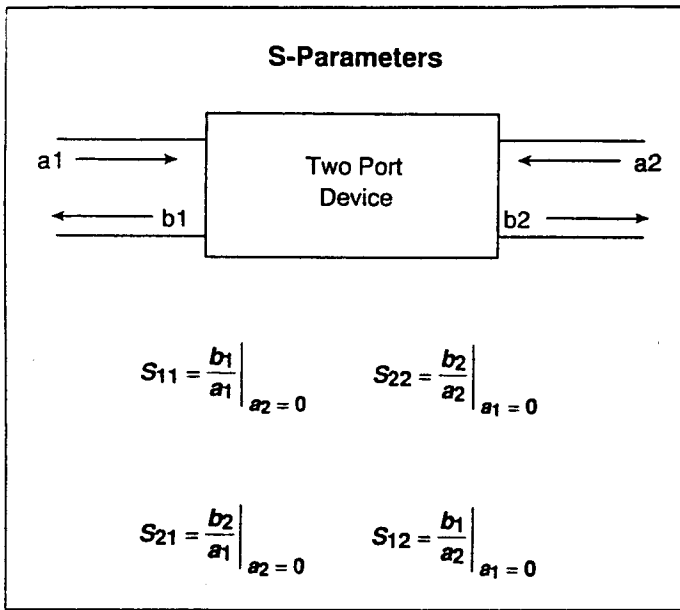 S-Parameters
a1
Two Port
Device
a2
b1
b2
S11 = b1/a1 | a2 = 0
S22 = b2/a2 | a1 = 0
S21 = b2/a1 | a2 = 0
S12 = b1/a2 | a1 = 0